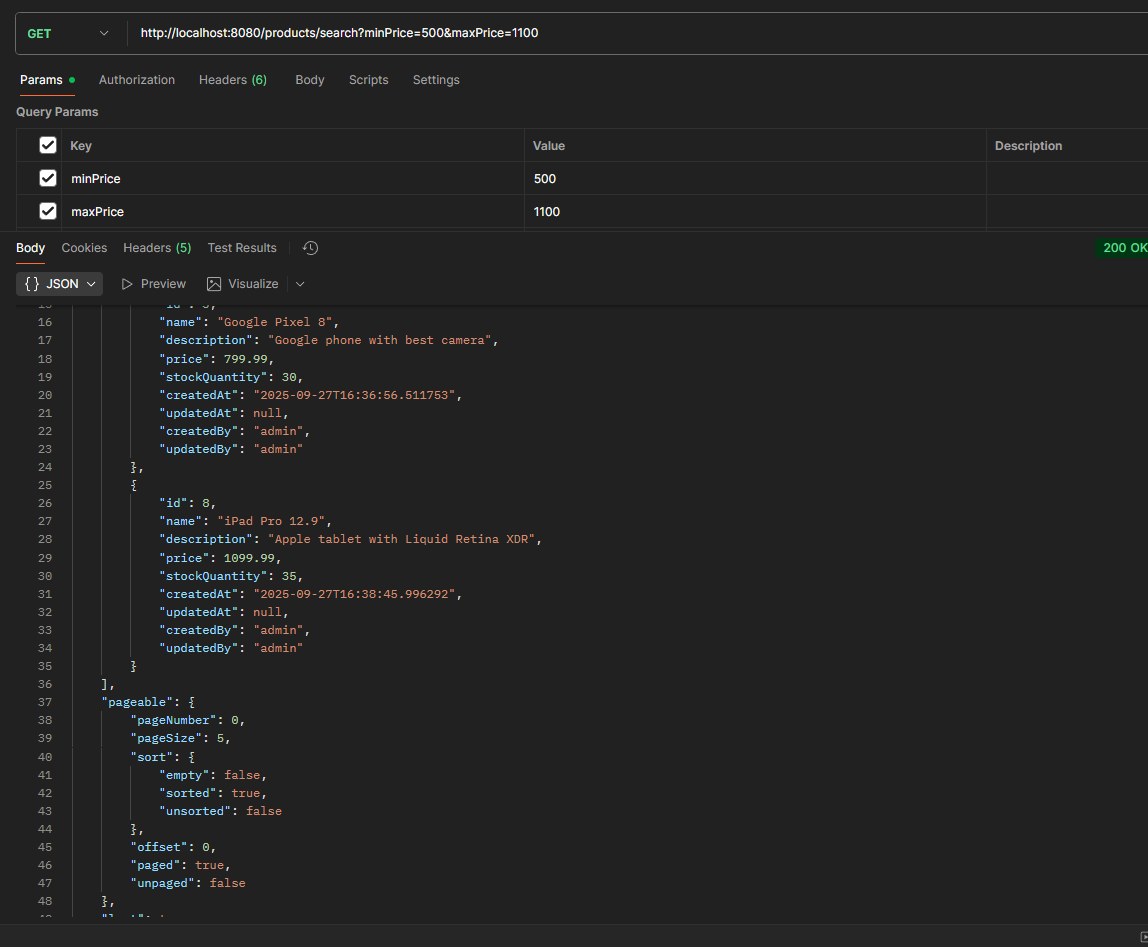 GET http://localhost:8080/products/search?minPrice=500&maxPrice=1100
Params Authorization Headers (6) Body Scripts Settings
Query Params
Key Value Description
minPrice 500
maxPrice 1100
Body Cookies Headers (5) Test Results 200 OK
{} JSON Preview Visualize
16 "name": "Google Pixel 8",
17 "description": "Google phone with best camera",
18 "price": 799.99,
19 "stockQuantity": 30,
20 "createdAt": "2025-09-27T16:36:56.511753",
21 "updatedAt": null,
22 "createdBy": "admin",
23 "updatedBy": "admin"
24 },
25 {
26 "id": 8,
27 "name": "iPad Pro 12.9",
28 "description": "Apple tablet with Liquid Retina XDR",
29 "price": 1099.99,
30 "stockQuantity": 35,
31 "createdAt": "2025-09-27T16:38:45.996292",
32 "updatedAt": null,
33 "createdBy": "admin",
34 "updatedBy": "admin"
35 }
36 ],
37 "pageable": {
38 "pageNumber": 0,
39 "pageSize": 5,
40 "sort": {
41 "empty": false,
42 "sorted": true,
43 "unsorted": false
44 },
45 "offset": 0,
46 "paged": true,
47 "unpaged": false
48 },